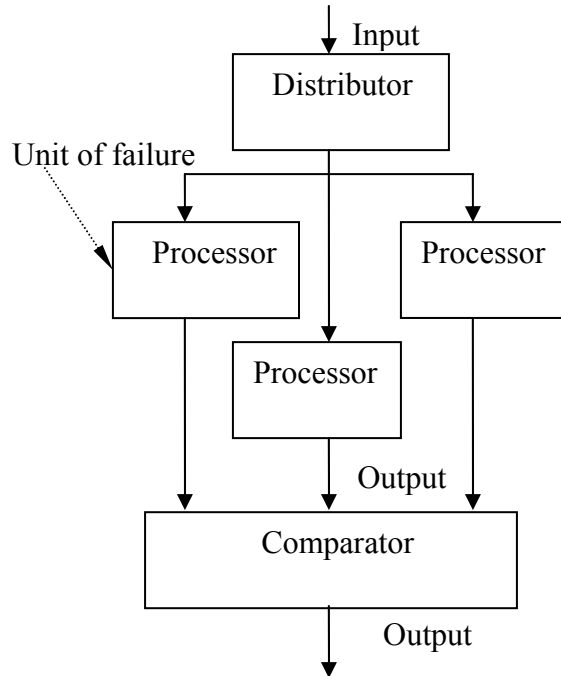 Input
Distributor
Unit of failure
Processor
Processor
Processor
Output
Comparator
Output